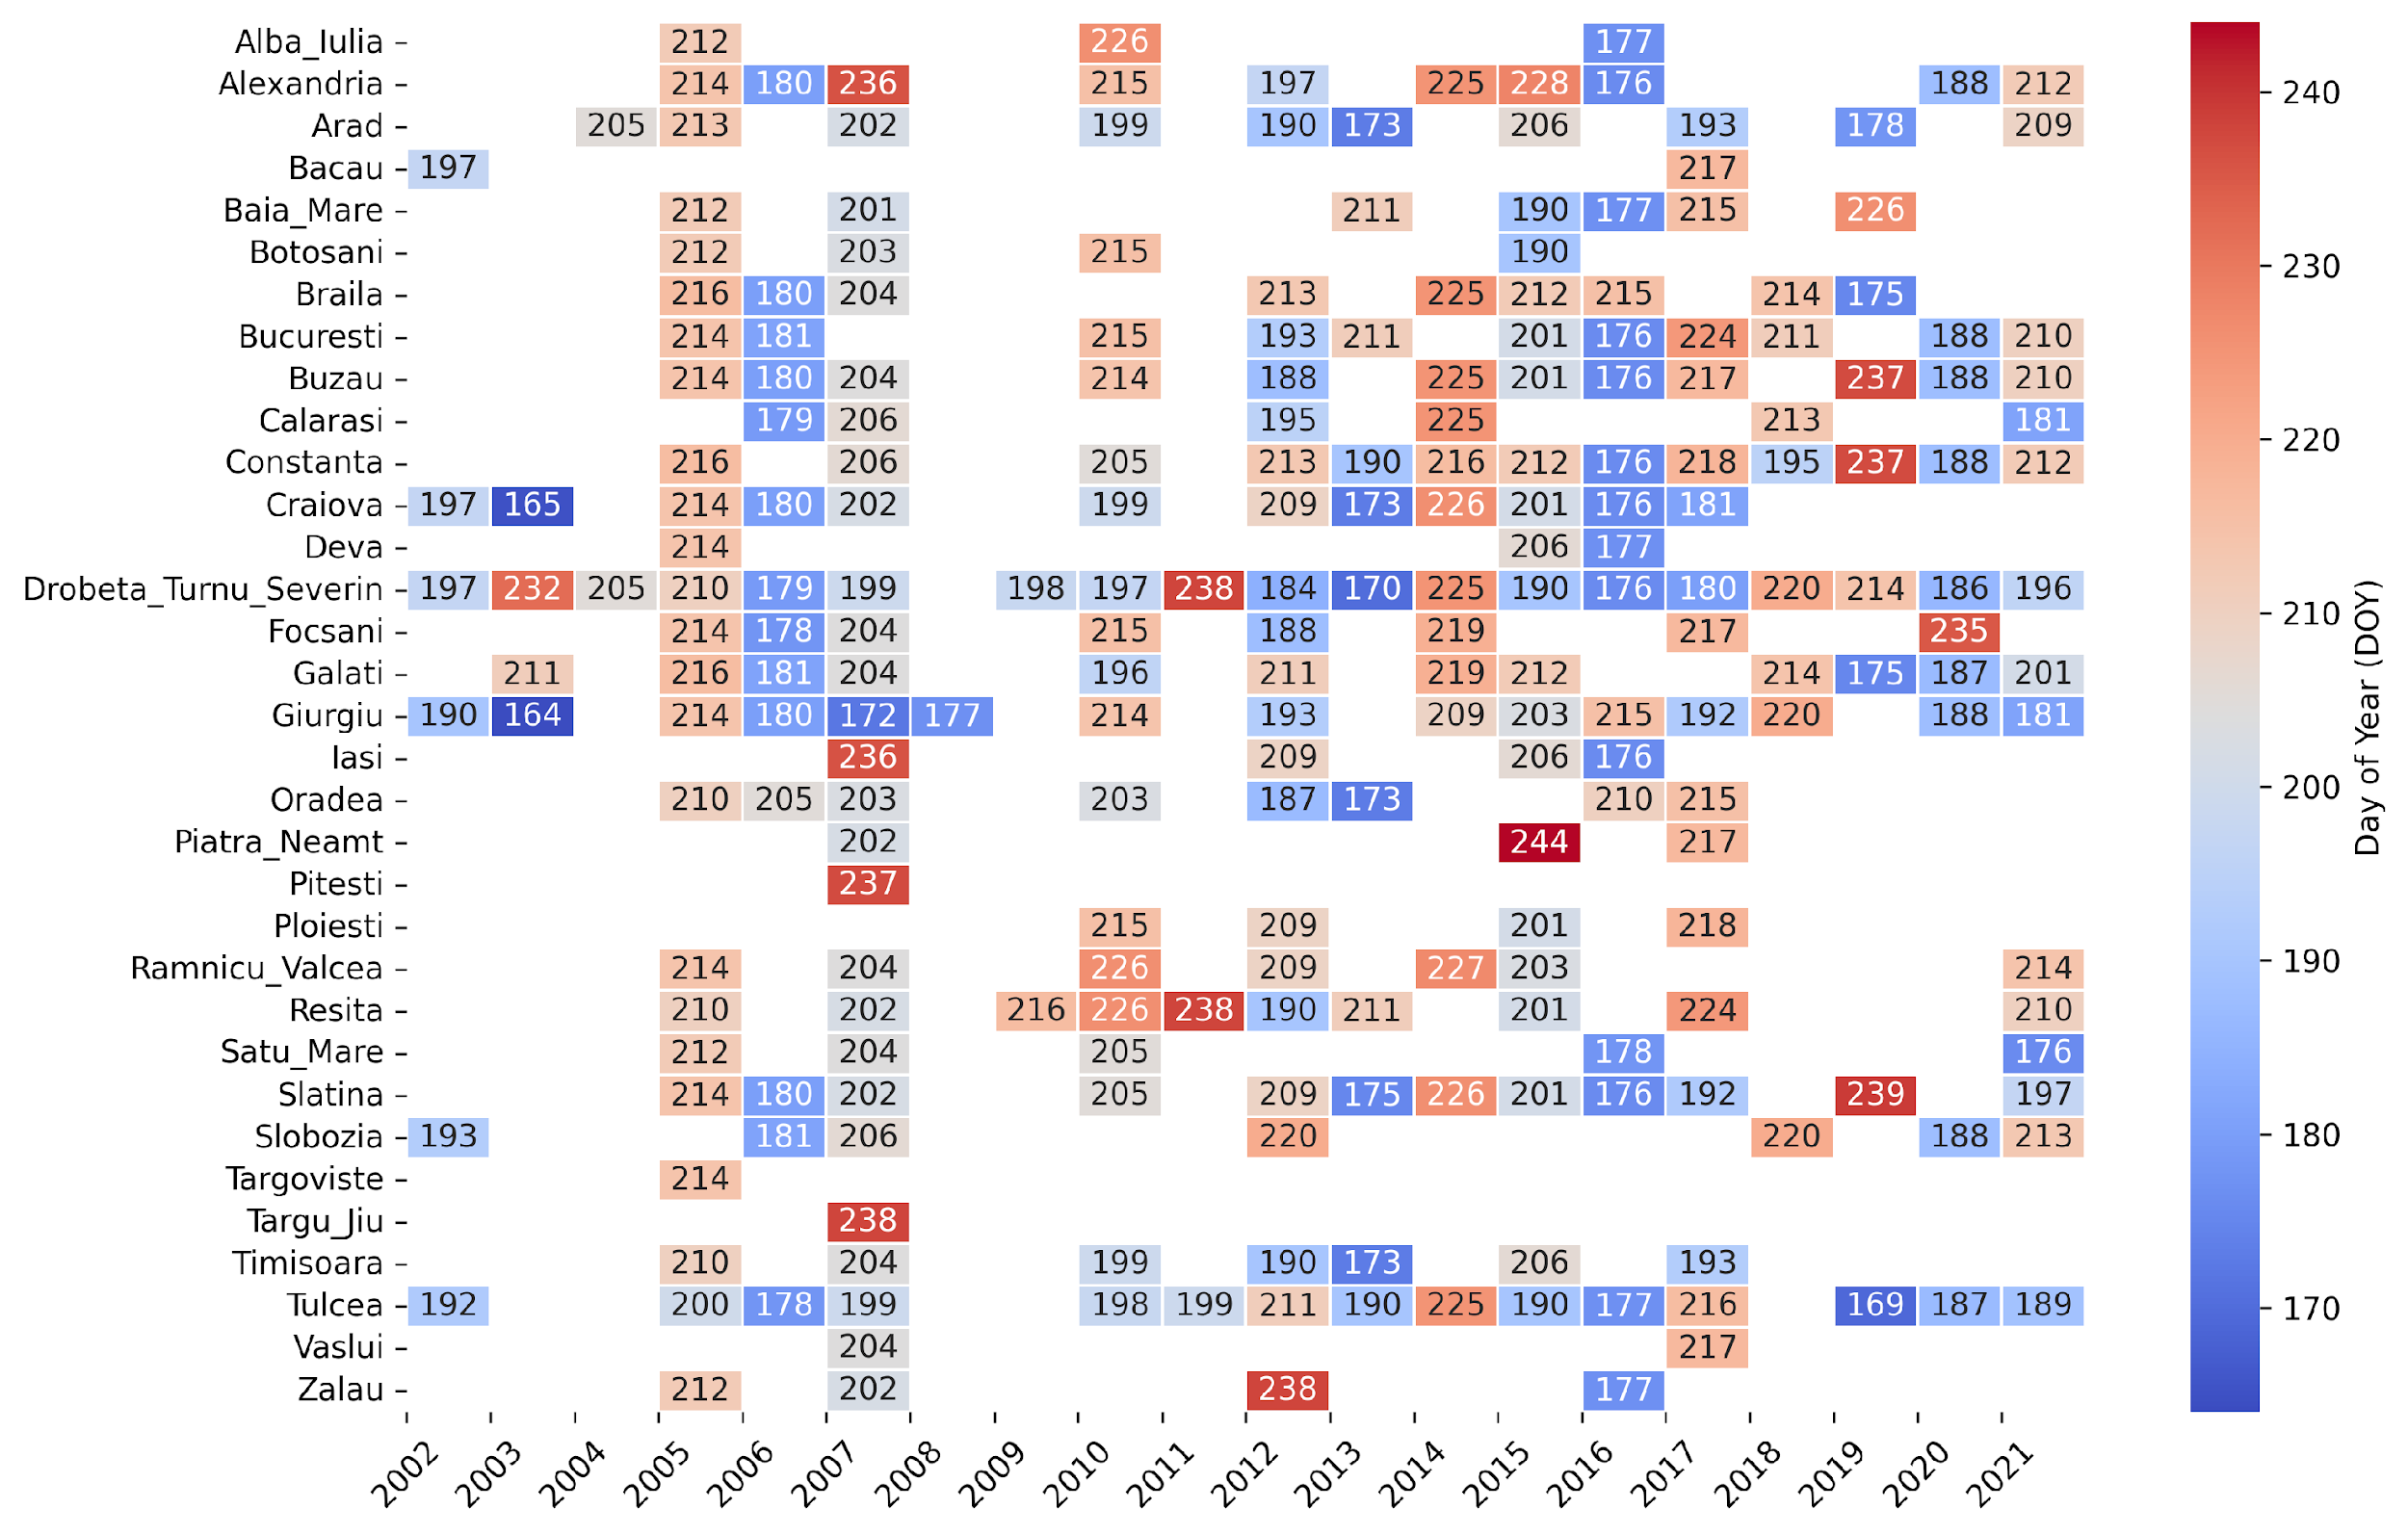 Alba_Iulia 212 226 177
Alexandria 214 180 236 215 197 225 228 176 188 212
Arad 205 213 202 199 190 173 206 193 178 209
Bacau 197 217
Baia_Mare 212 201 211 190 177 215 226
Botosani 212 203 215 190
Braila 216 180 204 213 225 212 215 214 175
Bucuresti 214 181 215 193 211 201 176 224 211 188 210
Buzau 214 180 204 214 188 225 201 176 217 237 188 210
Calarasi 179 206 195 225 213 181
Constanta 216 206 205 213 190 216 212 176 218 195 237 188 212
Craiova 197 165 214 180 202 199 209 173 226 201 176 181
Deva 214 206 177
Drobeta_Turnu_Severin 197 232 205 210 179 199 198 197 238 184 170 225 190 176 180 220 214 186 196
Focsani 214 178 204 215 188 219 217 235
Galati 211 216 181 204 196 211 219 212 214 175 187 201
Giurgiu 190 164 214 180 172 177 214 193 209 203 215 192 220 188 181
Iasi 236 209 206 176
Oradea 210 205 203 203 187 173 210 215
Piatra_Neamt 202 244 217
Pitesti 237
Ploiesti 215 209 201 218
Ramnicu_Valcea 214 204 226 209 227 203 214
Resita 210 202 216 226 238 190 211 201 224 210
Satu_Mare 212 204 205 178 176
Slatina 214 180 202 205 209 175 226 201 176 192 239 197
Slobozia 193 181 206 220 220 188 213
Targoviste 214
Targu_Jiu 238
Timisoara 210 204 199 190 173 206 193
Tulcea 192 200 178 199 198 199 211 190 225 190 177 216 169 187 189
Vaslui 204 217
Zalau 212 202 238 177
2002 2003 2004 2005 2006 2007 2008 2009 2010 2011 2012 2013 2014 2015 2016 2017 2018 2019 2020 2021
240
230
220
210
200
190
180
170
Day of Year (DOY)